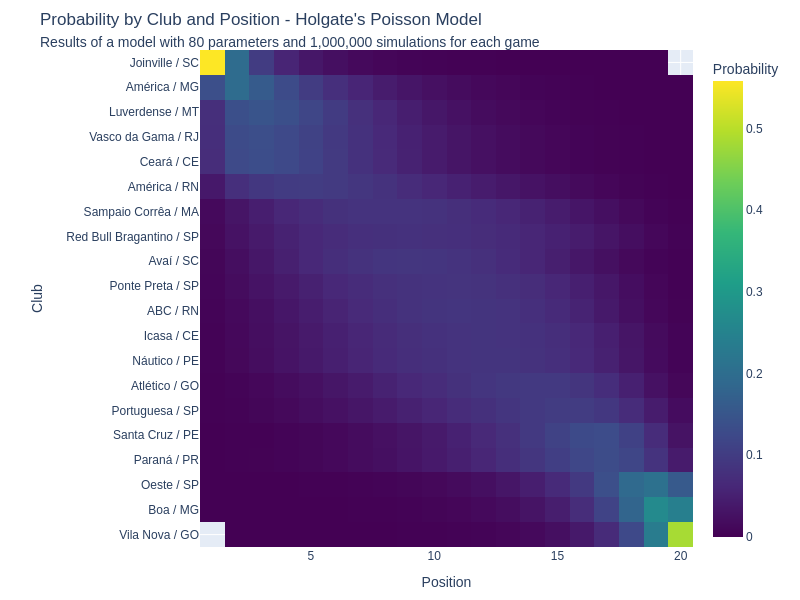 Probability by Club and Position - Holgate's Poisson Model
Results of a model with 80 parameters and 1,000,000 simulations for each game
Probability
0.5
0.4
0.3
0.2
0.1
0
Club
Joinville / SC
América / MG
Luverdense / MT
Vasco da Gama / RJ
Ceará / CE
América / RN
Sampaio Corrêa / MA
Red Bull Bragantino / SP
Avaí / SC
Ponte Preta / SP
ABC / RN
Icasa / CE
Náutico / PE
Atlético / GO
Portuguesa / SP
Santa Cruz / PE
Paraná / PR
Oeste / SP
Boa / MG
Vila Nova / GO
5 10 15 20
Position